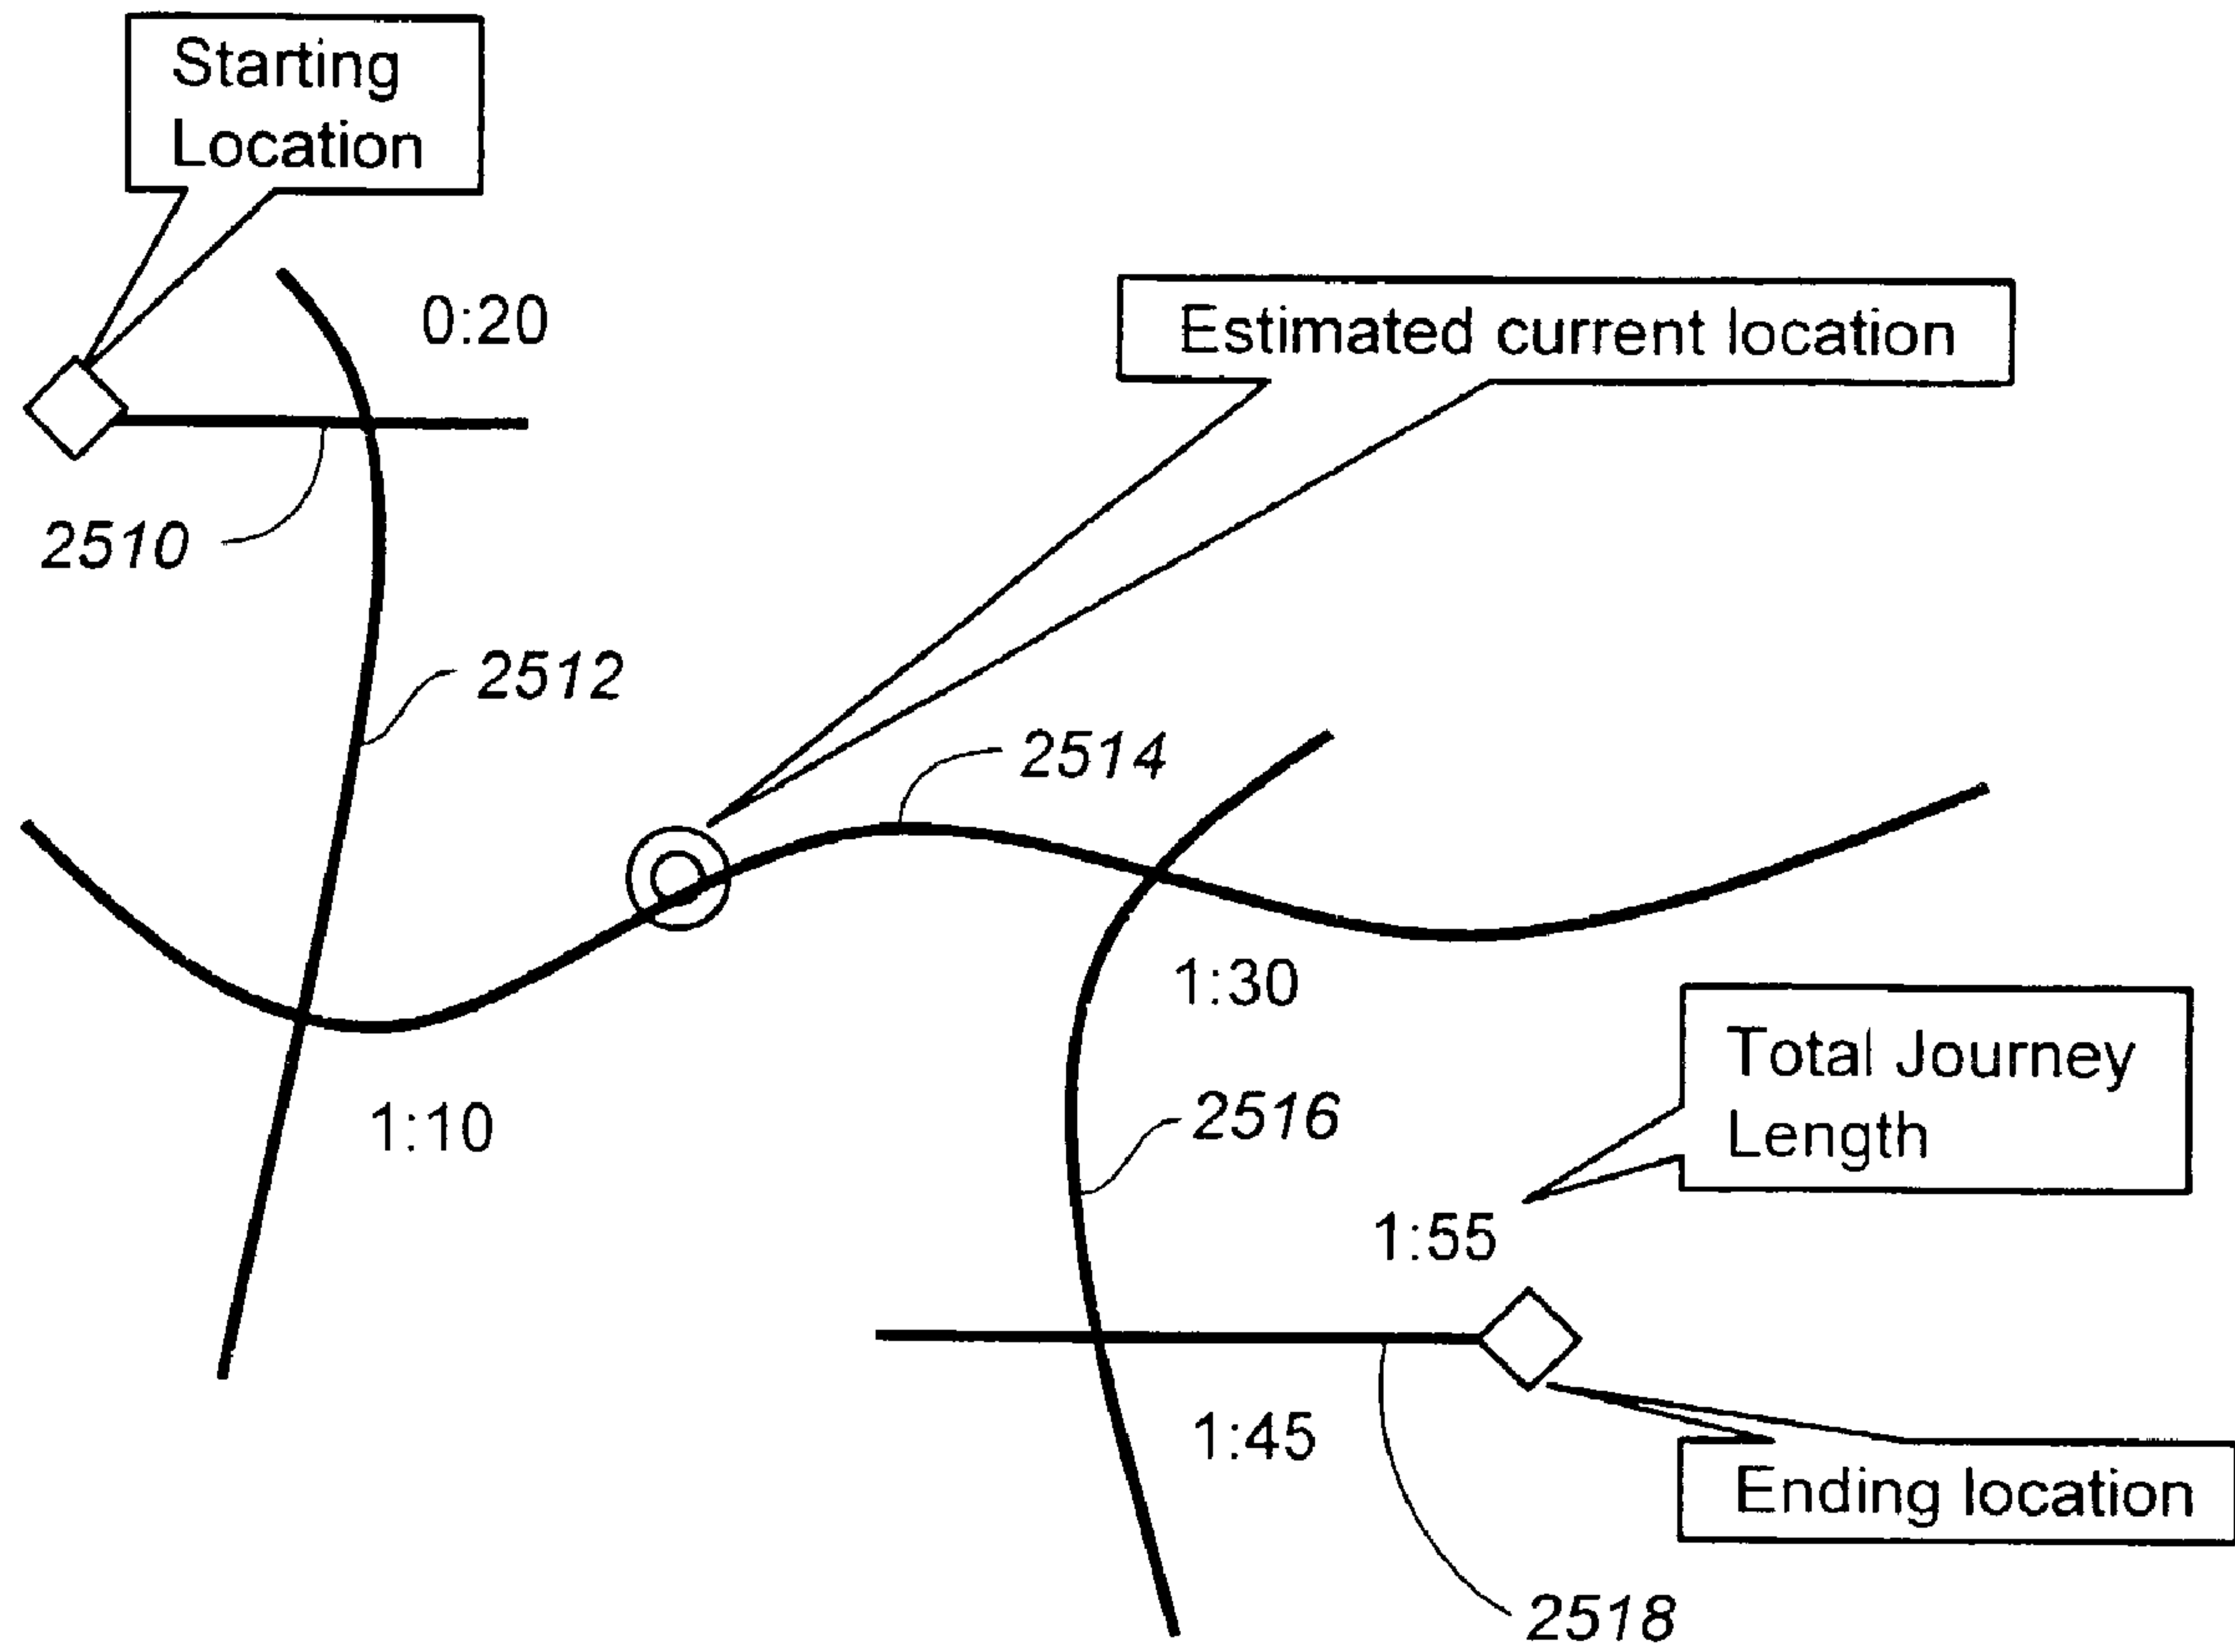 Starting
Location
0:20
Estimated current location
2510
2512
2514
1:30
Total Journey
Length
1:10
2516
1:55
1:45
Ending location
2518